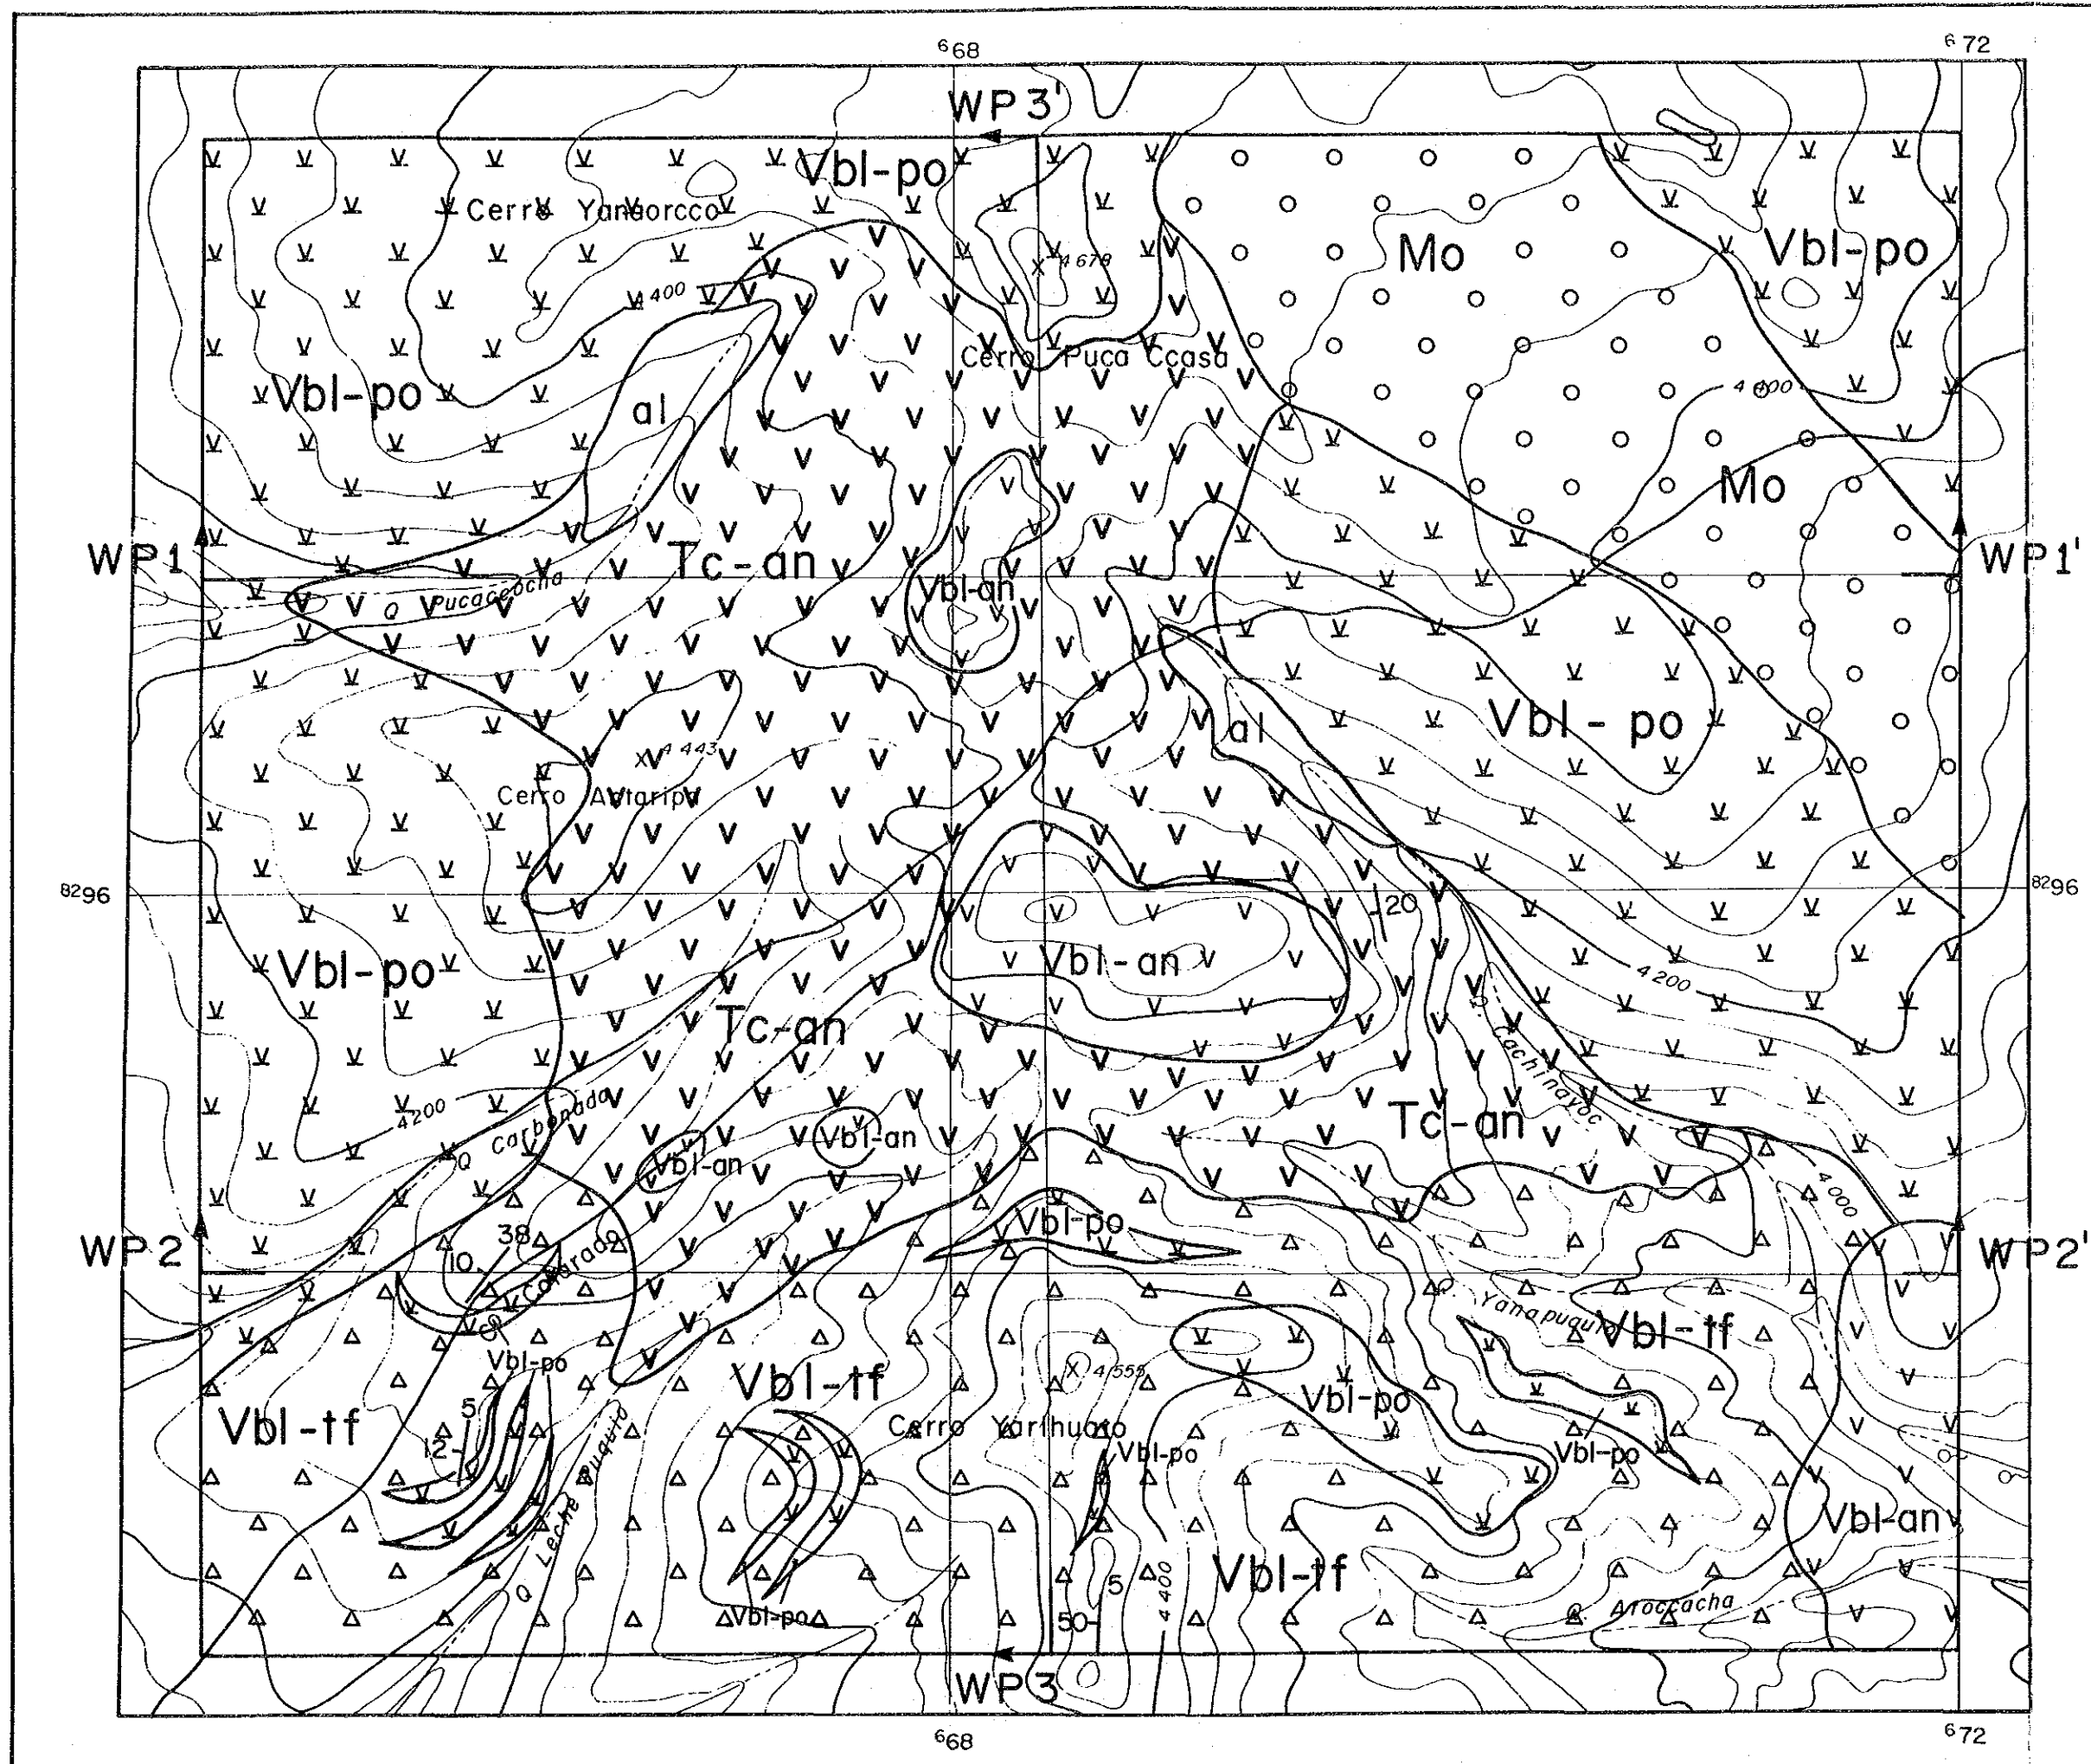 668
672
WP3'
Vbl-po
Cerro Yanaorcco
Mo
Vbl-po
4678
4400
Cerro Puca Ccasa
Vbl-po
al
4600
Mo
WP1
Tc-an
WP1'
Q Pucaccocha
Vbl-an
al
Vbl-po
4443
Cerro Antaripa
8296
8296
20
Vbl-po
Vbl-an
4200
Tc-an
Q. Cachinayoc
4200
Q Carbonada
Tc-an
Vbl-an
Vbl-an
4000
WP2
38
10
Vbl-po
WP2'
Q Colorado
Q. Yanapuquio
Vbl-tf
Vbl-po
Vbl-tf
4555
Vbl-po
Vbl-tf
5
12
Cerro Yarihuato
Vbl-po
Vbl-po
Q Leche Puquio
Vbl-an
Vbl-tf
5
4400
Q. Atoccacha
Vbl-po
50
WP3
668
672